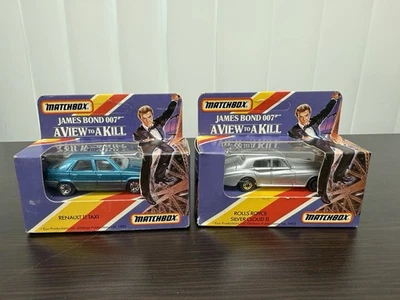 MATCHBOX
JAMES BOND 007
A VIEW TO A KILL
RENAULT 11 TAXI
MATCHBOX
MATCHBOX
JAMES BOND 007
A VIEW TO A KILL
ROLLS ROYCE
SILVER CLOUD II
MATCHBOX